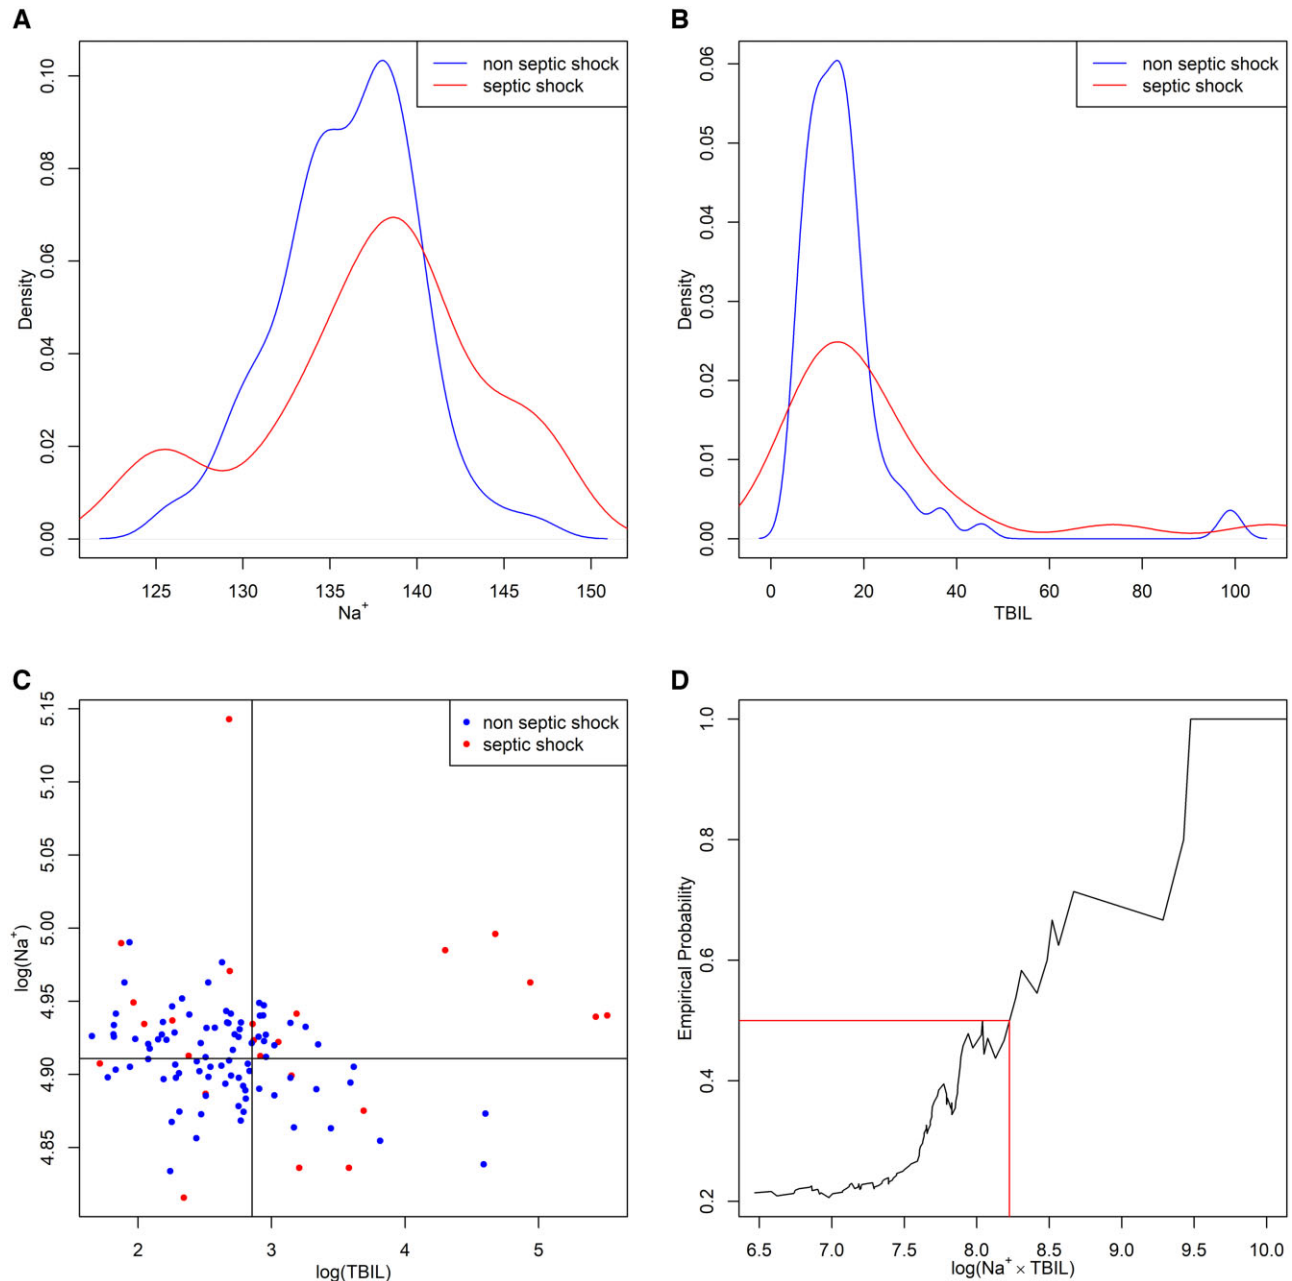 A
non septic shock
septic shock
Density
0.00 0.02 0.04 0.06 0.08 0.10
125 130 135 140 145 150
Na+
B
non septic shock
septic shock
Density
0.00 0.01 0.02 0.03 0.04 0.05 0.06
0 20 40 60 80 100
TBIL
C
non septic shock
septic shock
log(Na+)
4.85 4.90 4.95 5.00 5.05 5.10 5.15
2 3 4 5
log(TBIL)
D
Empirical Probability
0.2 0.4 0.6 0.8 1.0
6.5 7.0 7.5 8.0 8.5 9.0 9.5 10.0
log(Na+ × TBIL)